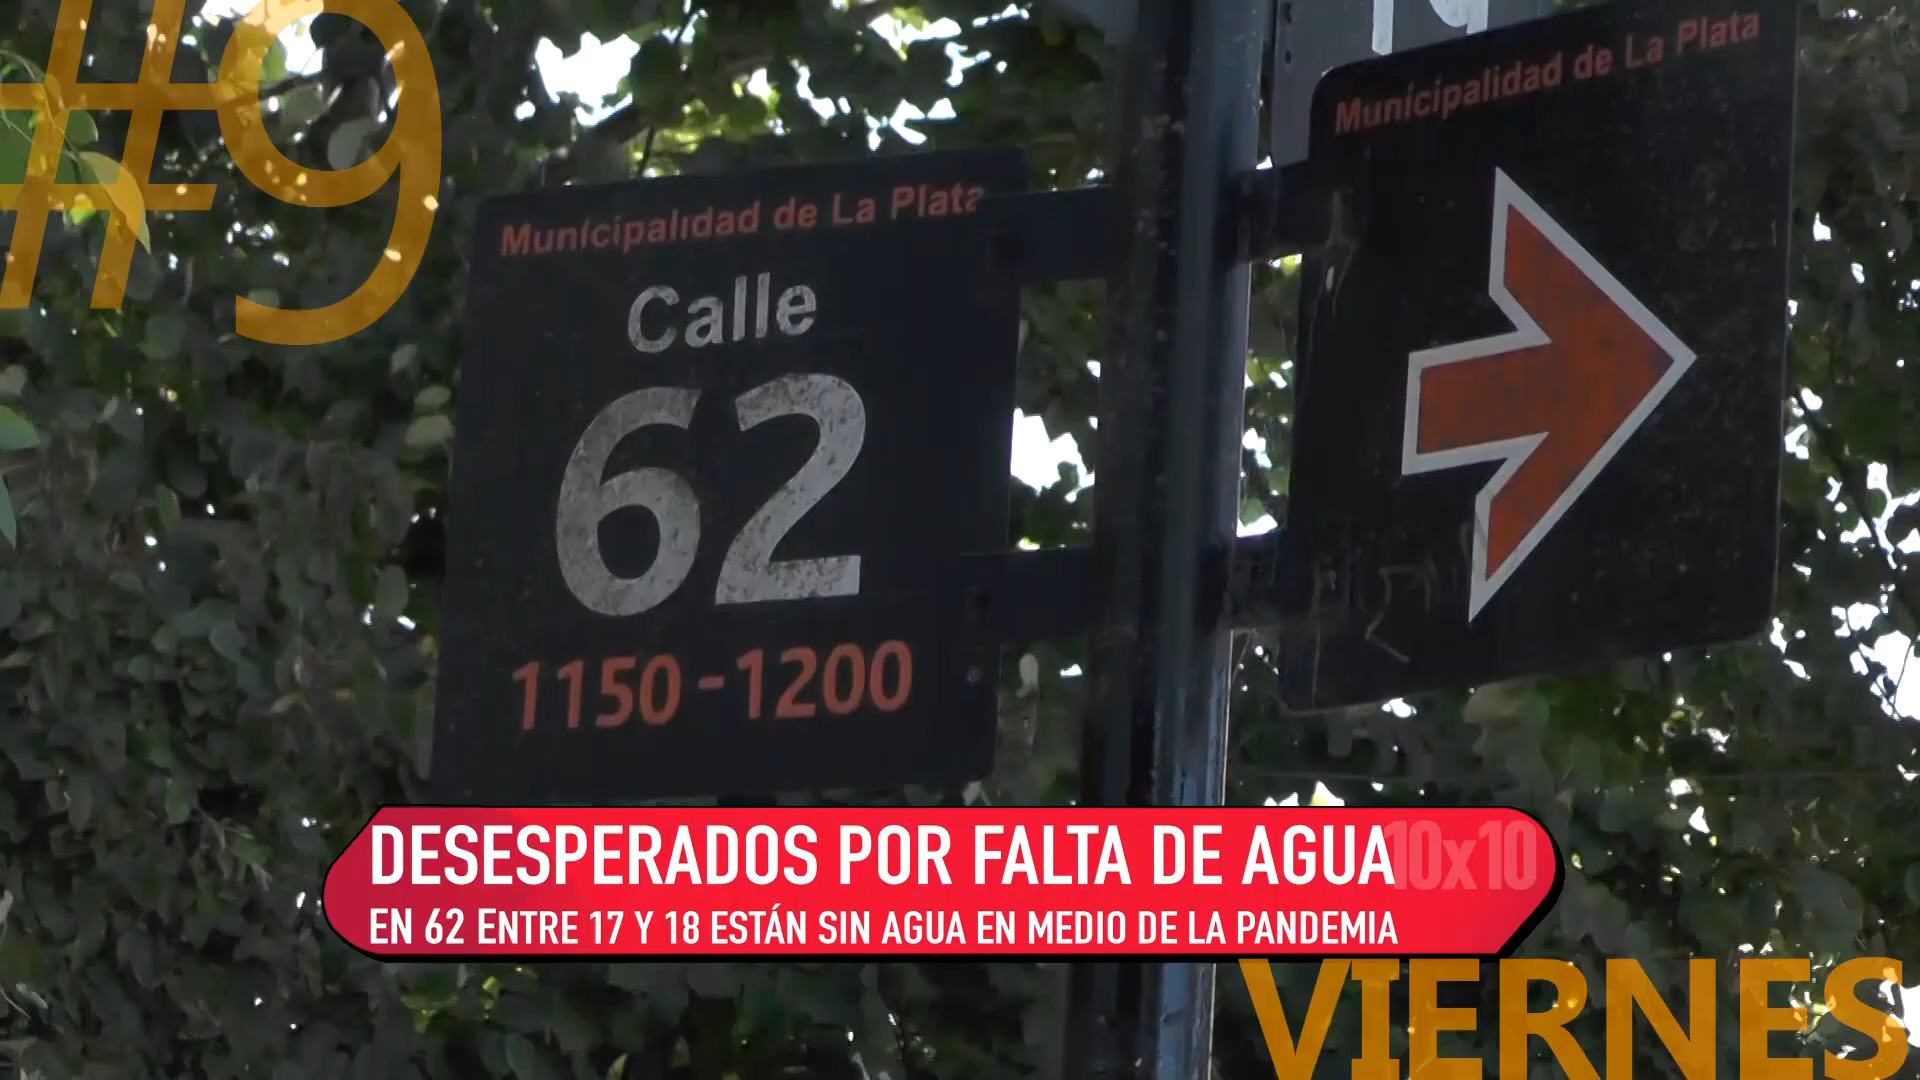 #9
Municipalidad de La Plata
Calle
62
1150-1200
Municipalidad de La Plata
DESESPERADOS POR FALTA DE AGUA
10x10
EN 62 ENTRE 17 Y 18 ESTÁN SIN AGUA EN MEDIO DE LA PANDEMIA
VIERNES